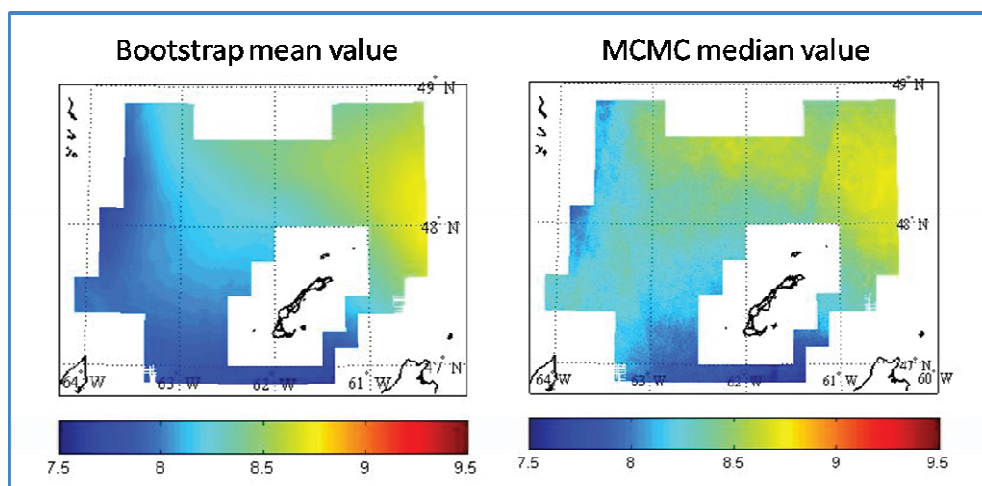 Bootstrap mean value
MCMC median value
49° N
48° N
47° N
64° W
63° W
62° W
61° W
49° N
48° N
47° N
64° W
63° W
62° W
61° W
60° W
7.5 8 8.5 9 9.5
7.5 8 8.5 9 9.5